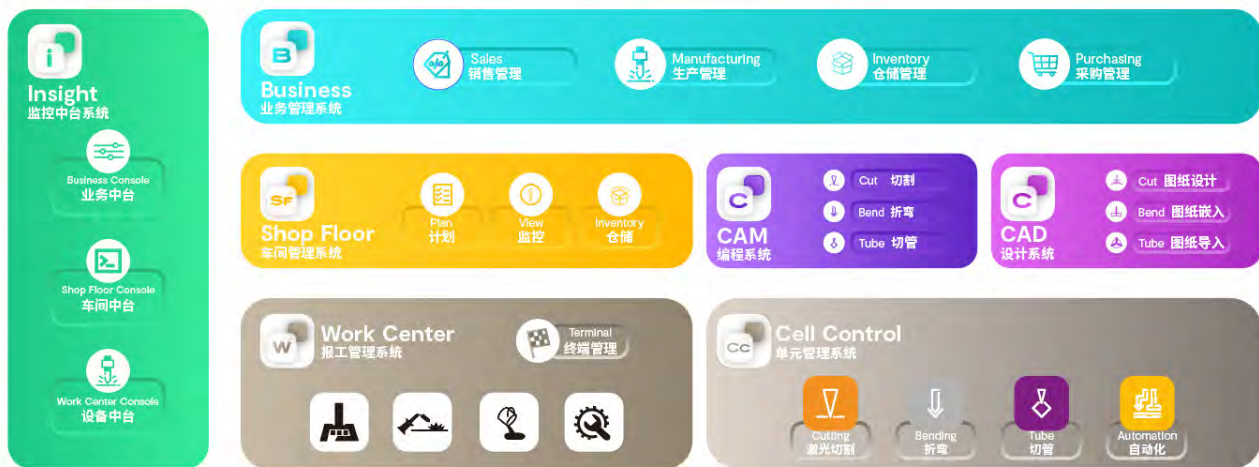 i
Insight
监控中台系统
Business Console
业务中台
Shop Floor Console
车间中台
Work Center Console
设备中台
B
Business
业务管理系统
Sales
销售管理
Manufacturing
生产管理
Inventory
仓储管理
Purchasing
采购管理
SF
Shop Floor
车间管理系统
Plan
计划
View
监控
Inventory
仓储
C
CAM
编程系统
Cut 切割
Bend 折弯
Tube 切管
C
CAD
设计系统
Cut 图纸设计
Bend 图纸嵌入
Tube 图纸导入
W
Work Center
报工管理系统
Terminal
终端管理
CC
Cell Control
单元管理系统
Cutting
激光切割
Bending
折弯
Tube
切管
Automation
自动化